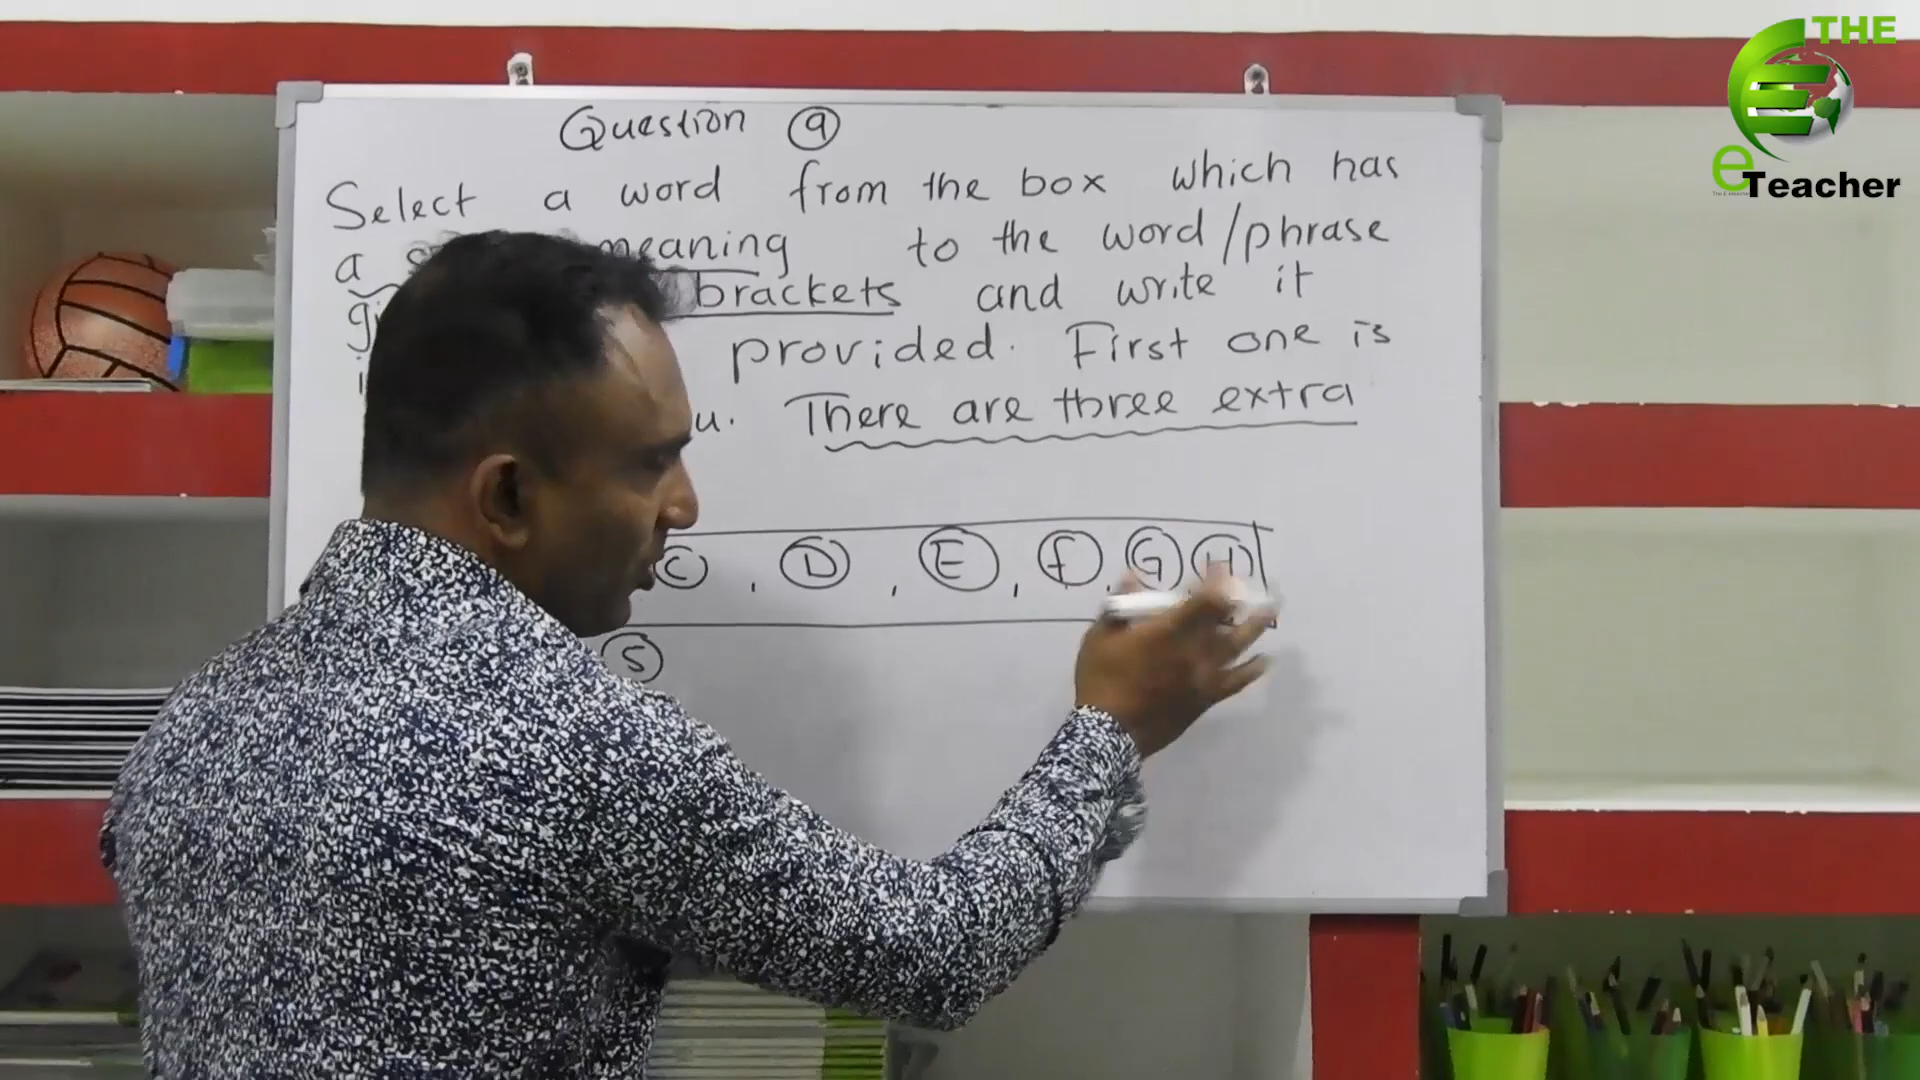 THE
e Teacher
Question 9
Select a word from the box which has
a meaning to the word/phrase
brackets and write it
provided. First one is
u. There are three extra
C , D , E , F , G H
5